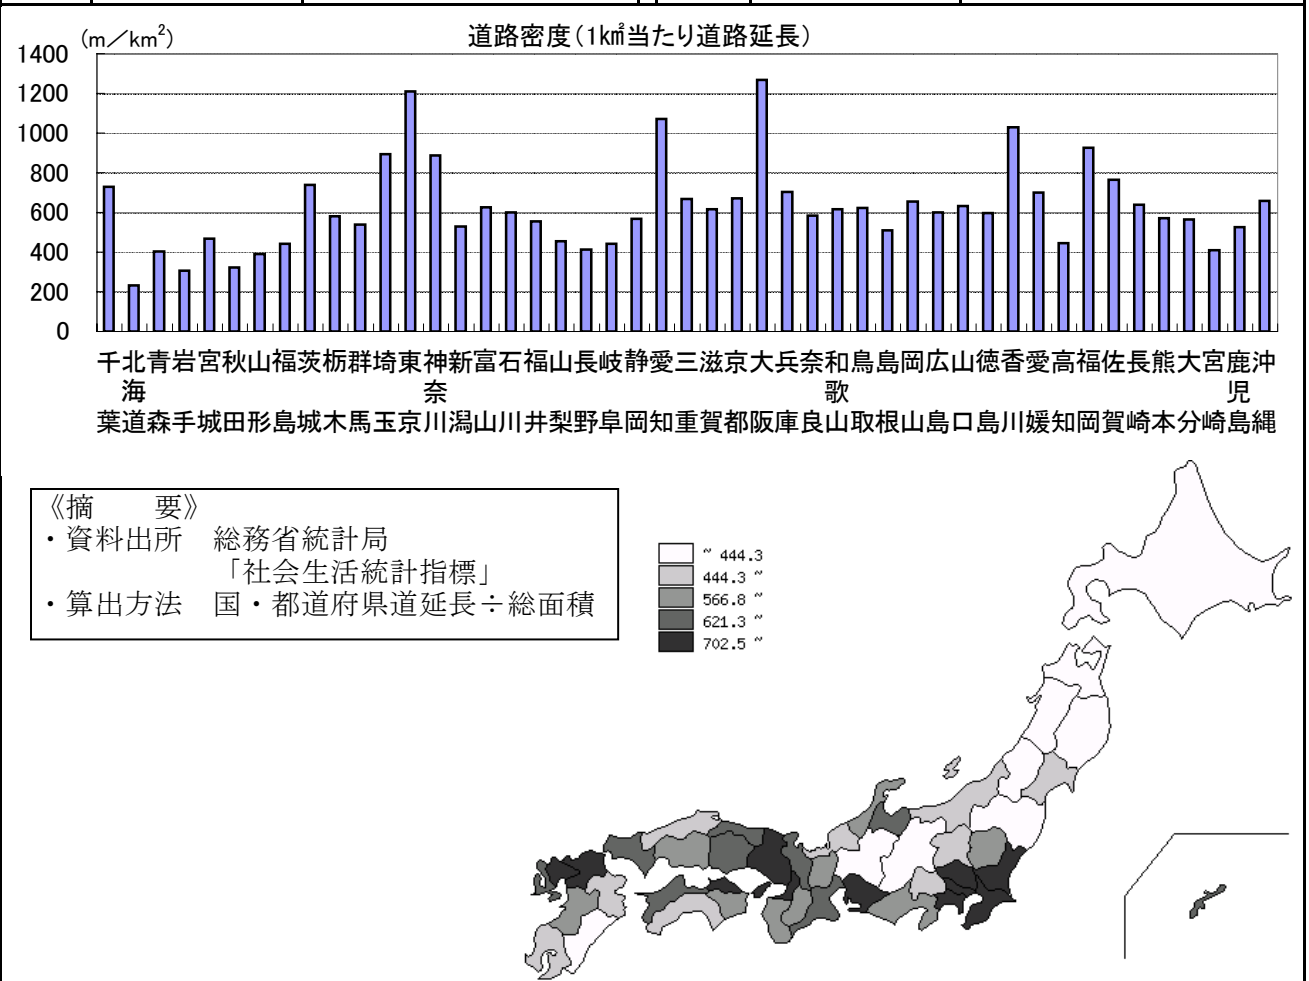 (m／km²)
道路密度(1k㎡当たり道路延長)
1400
1200
1000
800
600
400
200
0
千葉
北海道
青森
岩手
宮城
秋田
山形
福島
茨城
栃木
群馬
埼玉
東京
神奈川
新潟
富山
石川
福井
山梨
長野
岐阜
静岡
愛知
三重
滋賀
京都
大阪
兵庫
奈良
和歌山
鳥取
島根
岡山
広島
山口
徳島
香川
愛媛
高知
福岡
佐賀
長崎
熊本
大分
宮崎
鹿児島
沖縄
《摘　　要》
・資料出所　総務省統計局
「社会生活統計指標」
・算出方法　国・都道府県道延長÷総面積
~ 444.3
444.3 ~
566.8 ~
621.3 ~
702.5 ~